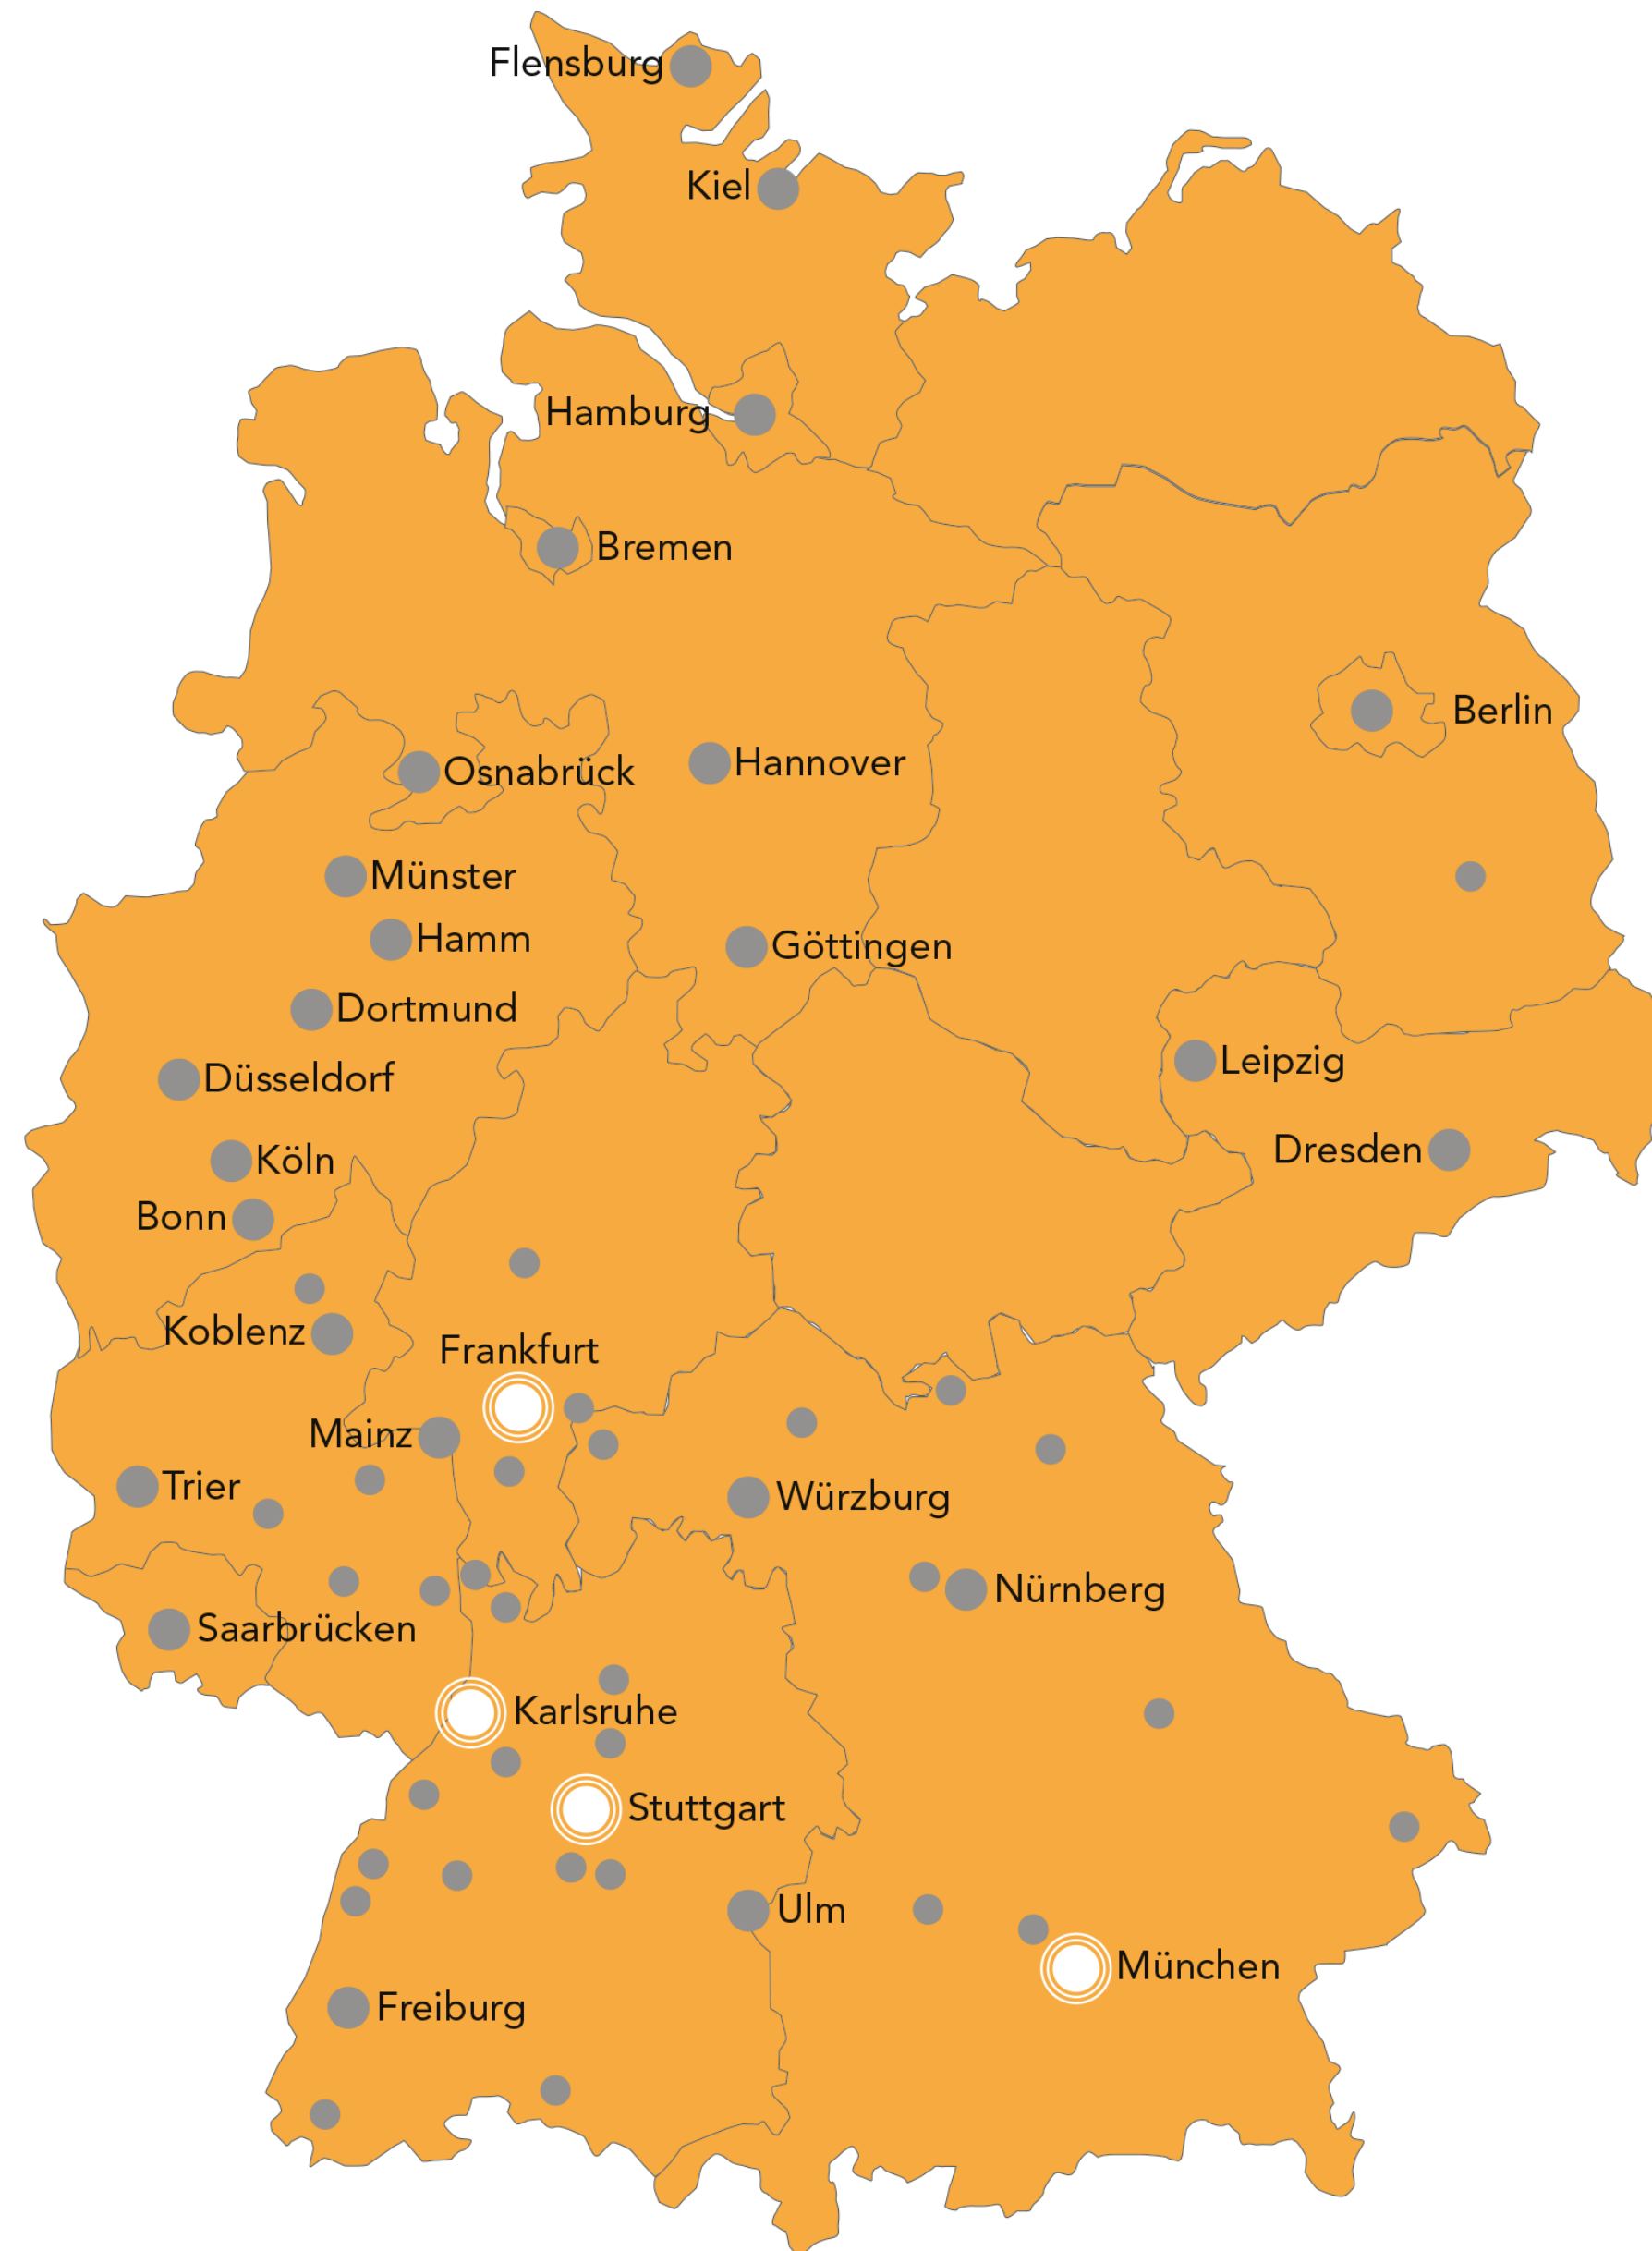 Flensburg
Kiel
Hamburg
Bremen
Berlin
Osnabrück
Hannover
Münster
Hamm
Göttingen
Dortmund
Leipzig
Düsseldorf
Dresden
Köln
Bonn
Koblenz
Frankfurt
Mainz
Trier
Würzburg
Nürnberg
Saarbrücken
Karlsruhe
Stuttgart
Ulm
München
Freiburg